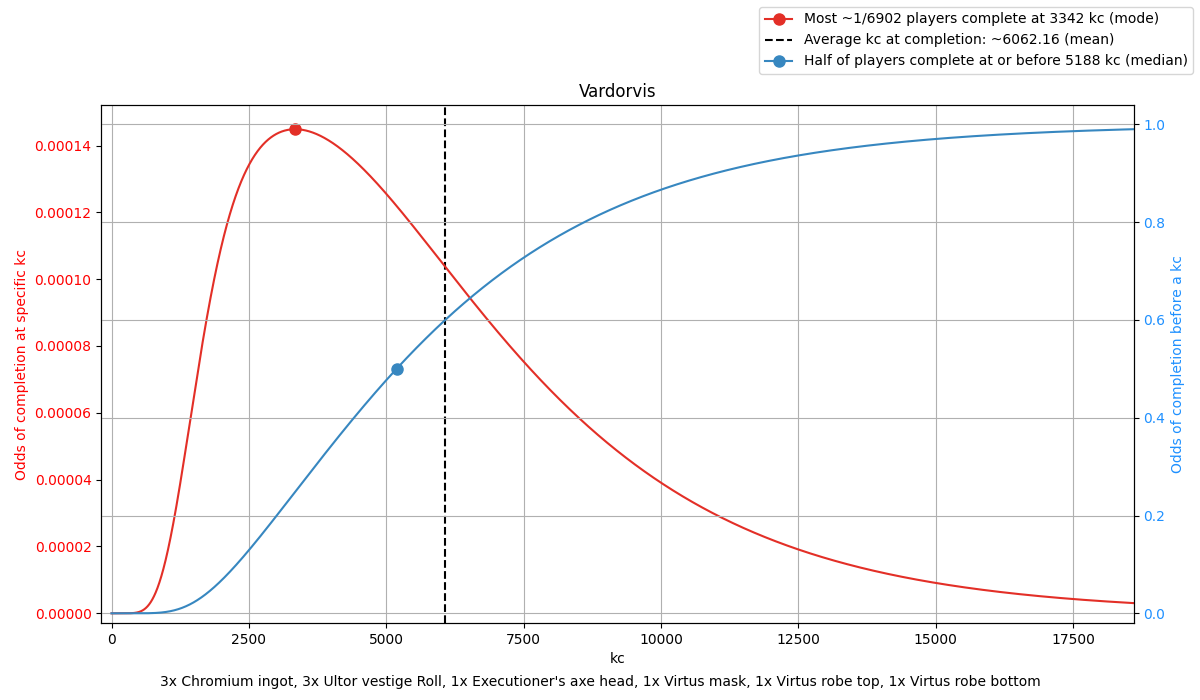 Most ~1/6902 players complete at 3342 kc (mode)
Average kc at completion: ~6062.16 (mean)
Half of players complete at or before 5188 kc (median)
Vardorvis
Odds of completion at specific kc
0.00014
0.00012
0.00010
0.00008
0.00006
0.00004
0.00002
0.00000
1.0
0.8
0.6
0.4
0.2
0.0
Odds of completion before a kc
0 2500 5000 7500 10000 12500 15000 17500
kc
3x Chromium ingot, 3x Ultor vestige Roll, 1x Executioner's axe head, 1x Virtus mask, 1x Virtus robe top, 1x Virtus robe bottom